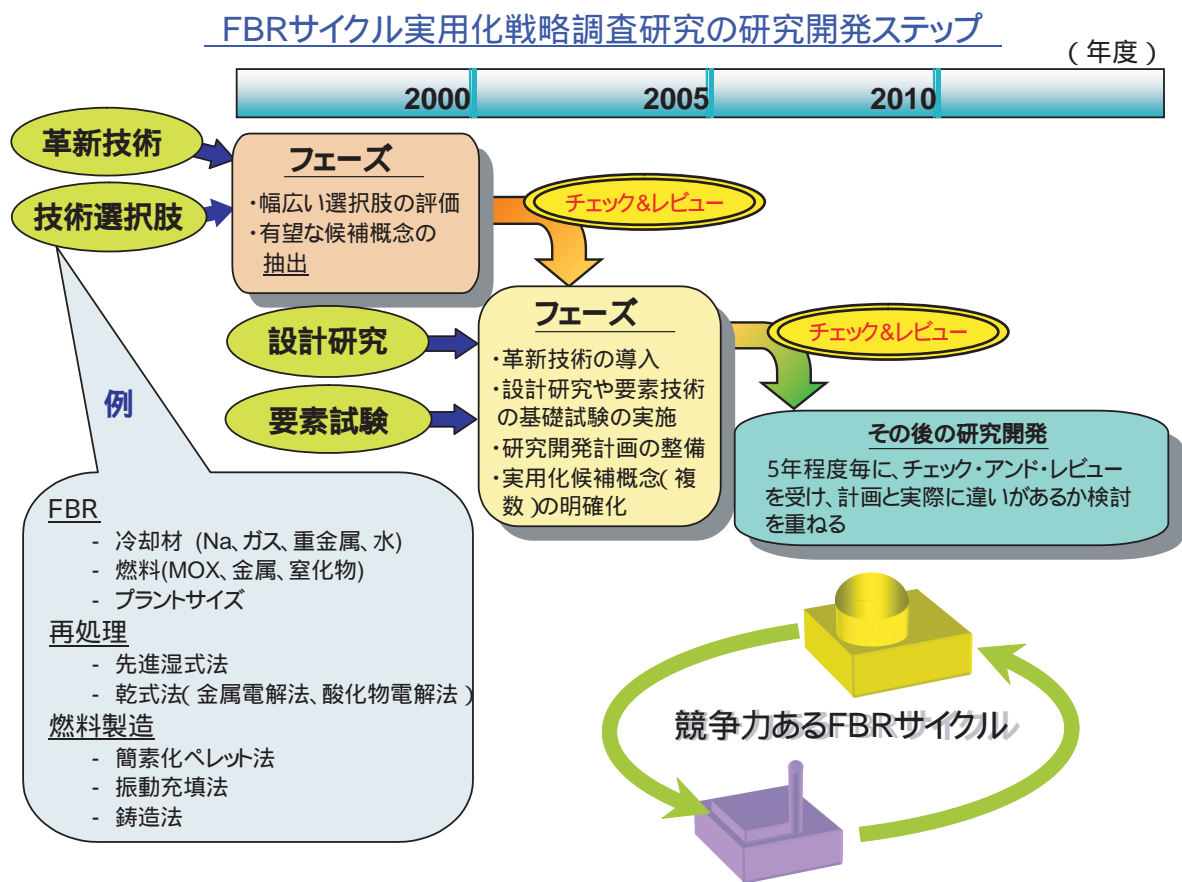 FBRサイクル実用化戦略調査研究の研究開発ステップ
(年度)
2000
2005
2010
革新技術
技術選択肢
フェーズ
・幅広い選択肢の評価
・有望な候補概念の
抽出
チェック&レビュー
設計研究
要素試験
フェーズ
・革新技術の導入
・設計研究や要素技術
の基礎試験の実施
・研究開発計画の整備
・実用化候補概念(複
数)の明確化
チェック&レビュー
その後の研究開発
5年程度毎に、チェック・アンド・レビュー
を受け、計画と実際に違いがあるか検討
を重ねる
例
FBR
- 冷却材 (Na、ガス、重金属、水)
- 燃料(MOX、金属、窒化物)
- プラントサイズ
再処理
- 先進湿式法
- 乾式法(金属電解法、酸化物電解法)
燃料製造
- 簡素化ペレット法
- 振動充填法
- 鋳造法
競争力あるFBRサイクル